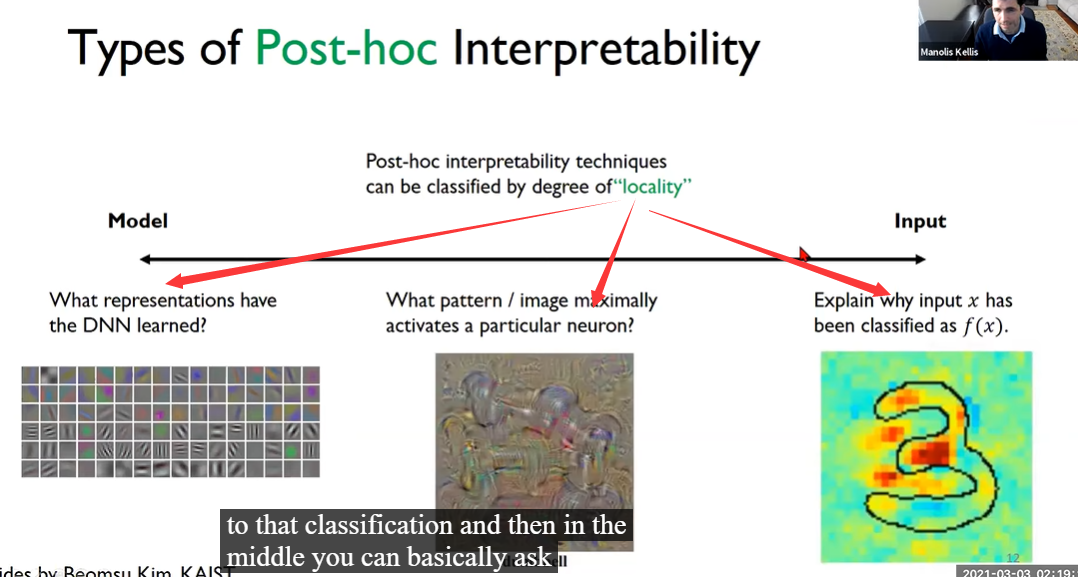 Types of Post-hoc Interpretability
Manolis Kellis
Post-hoc interpretability techniques
can be classified by degree of "locality"
Model
Input
What representations have
the DNN learned?
What pattern / image maximally
activates a particular neuron?
Explain why input x has
been classified as f(x).
to that classification and then in the
middle you can basically ask
ell
12
ides by Beomsu Kim, KAIST
2021-03-03 02:19: